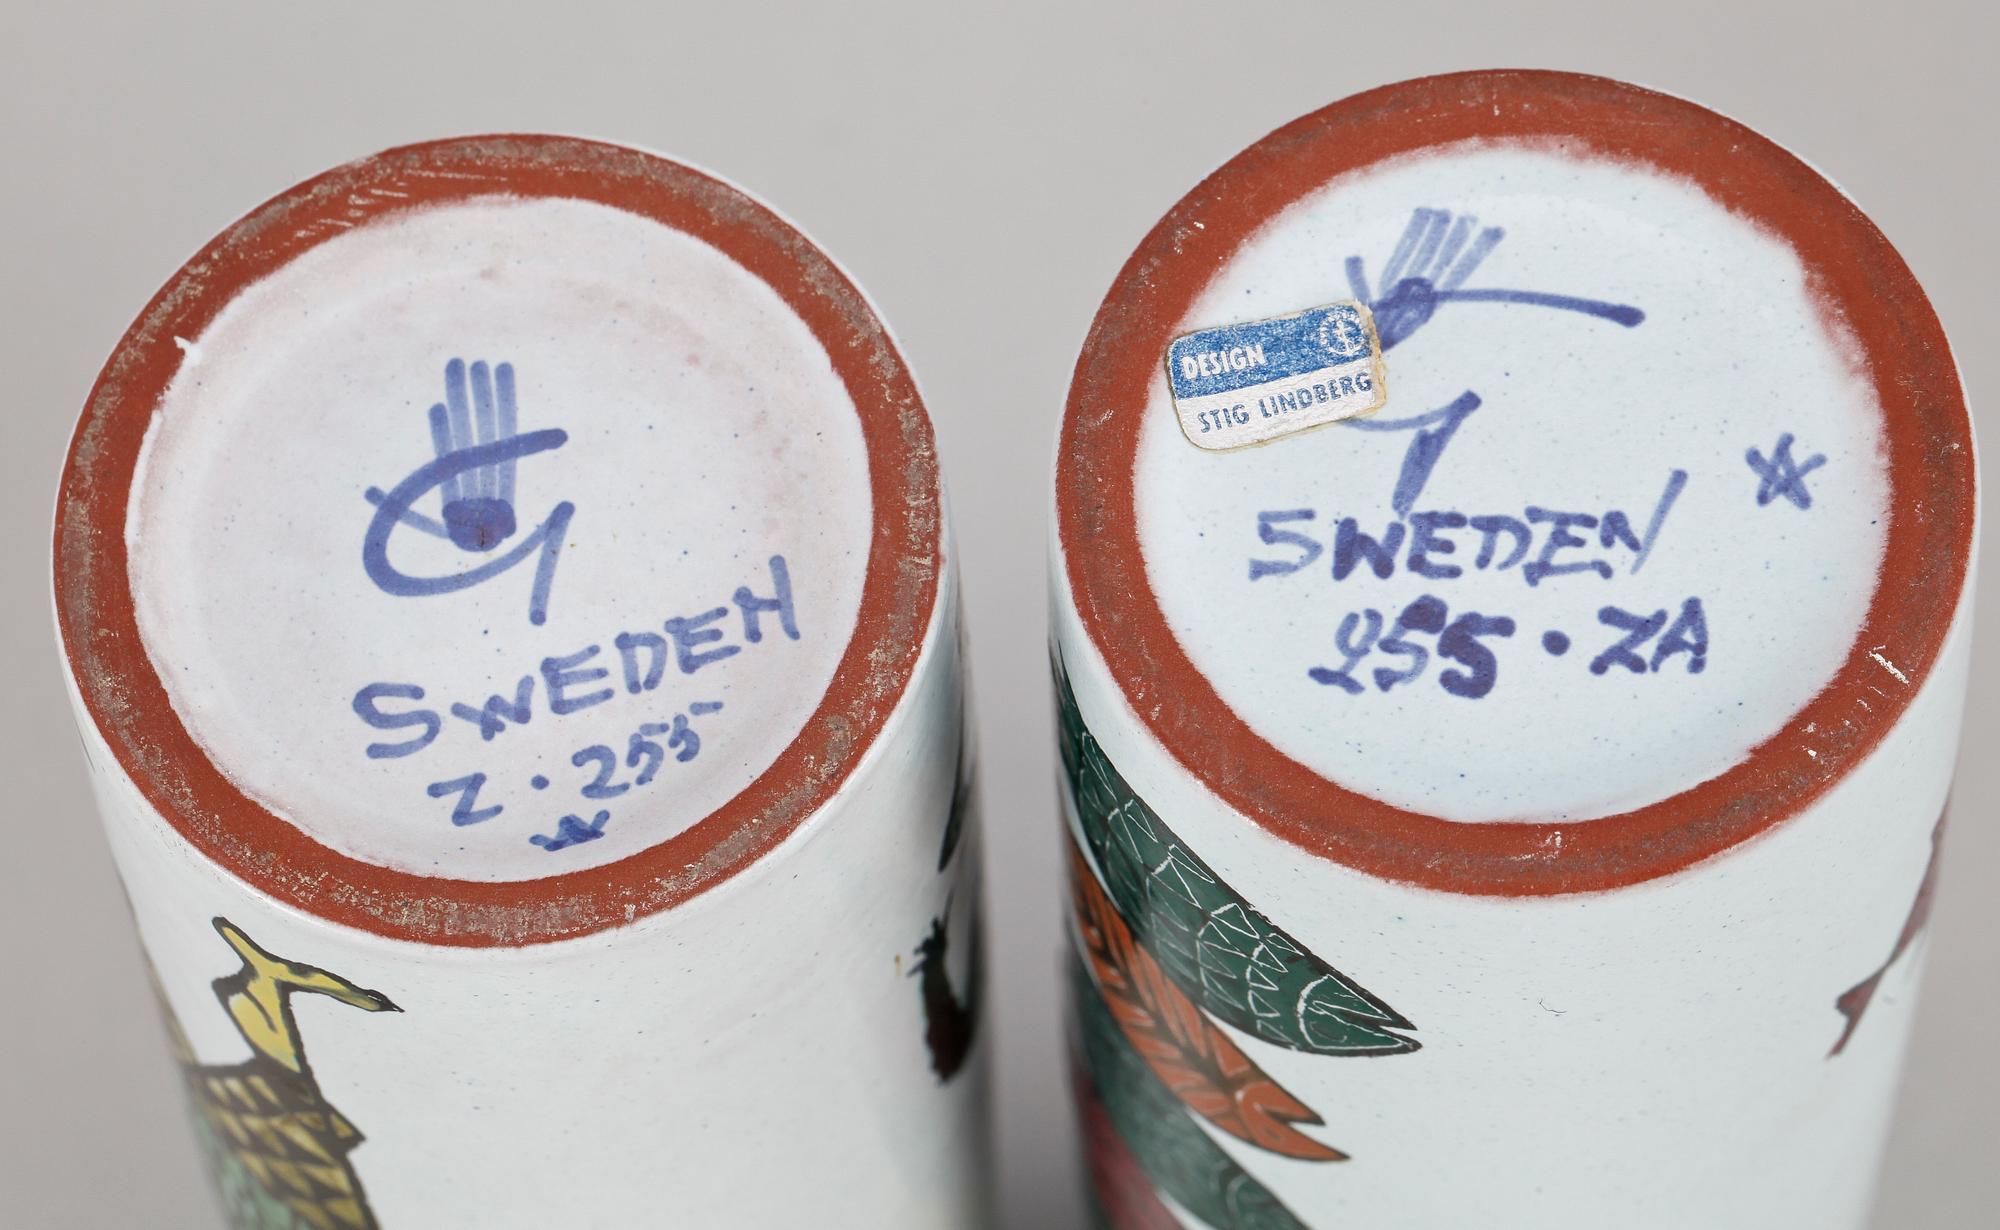 G
SWEDEN
Z · 255
DESIGN
STIG LINDBERG
SWEDEN
255 · ZA